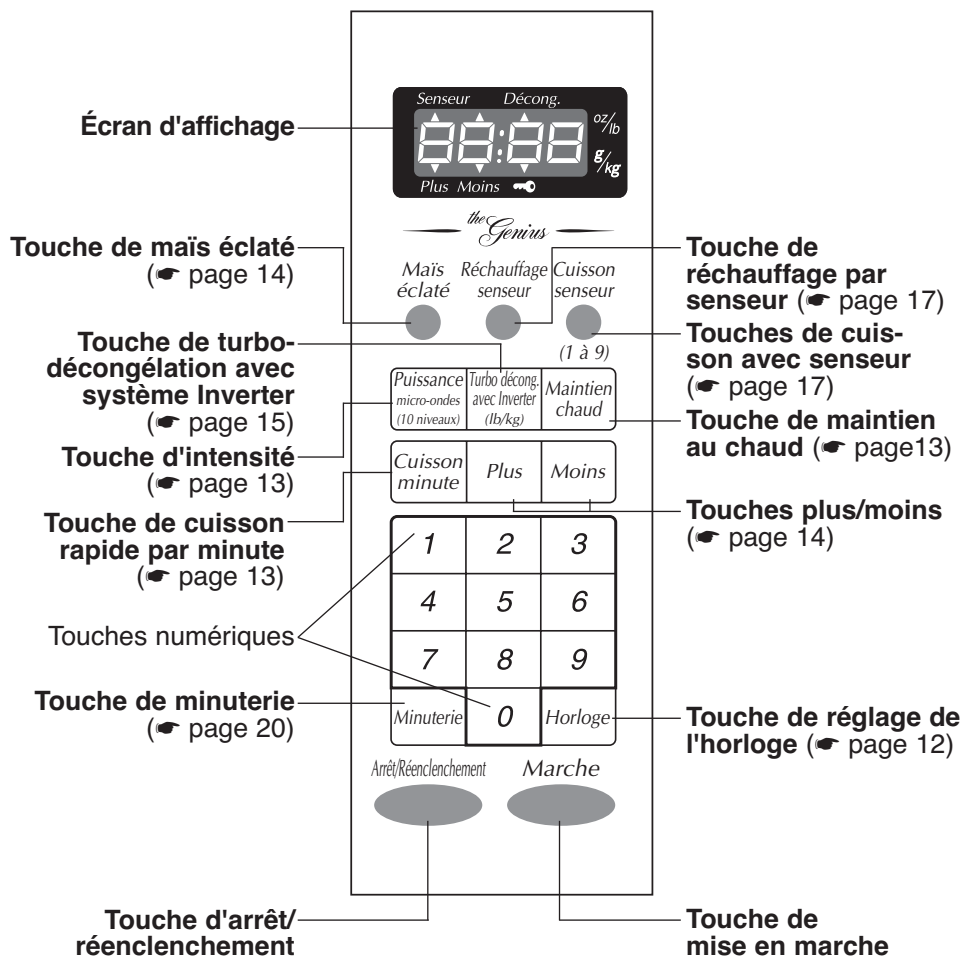 Écran d'affichage
Senseur Décong.
88:88
oz/lb
g/kg
Plus Moins
the Genius
Touche de maïs éclaté
(☛ page 14)
Touche de turbo-
décongélation avec
système Inverter
(☛ page 15)
Touche d'intensité
(☛ page 13)
Touche de cuisson
rapide par minute
(☛ page 13)
Touches numériques
Touche de minuterie
(☛ page 20)
Maïs
éclaté
Réchauffage
senseur
Cuisson
senseur
(1 à 9)
Puissance
micro-ondes
(10 niveaux)
Turbo décong.
avec Inverter
(lb/kg)
Maintien
chaud
Cuisson
minute
Plus
Moins
1 2 3
4 5 6
7 8 9
Minuterie 0 Horloge
Arrêt/Réenclenchement Marche
Touche de
réchauffage par
senseur (☛ page 17)
Touches de cuis-
son avec senseur
(☛ page 17)
Touche de maintien
au chaud (☛ page13)
Touches plus/moins
(☛ page 14)
Touche de réglage de
l'horloge (☛ page 12)
Touche d'arrêt/
réenclenchement
Touche de
mise en marche